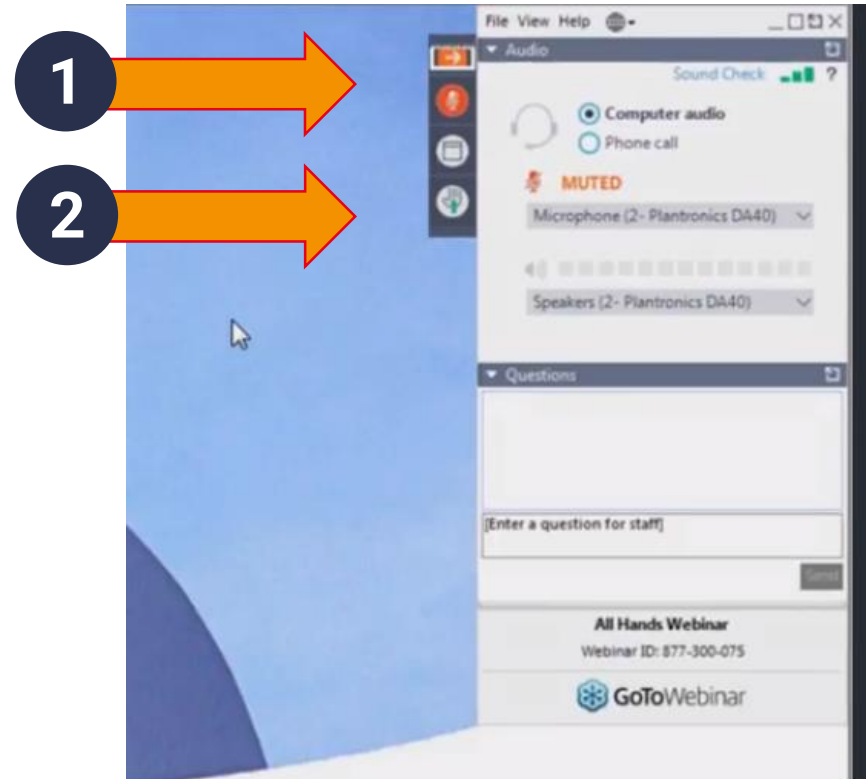 1
2
File View Help
Audio
Sound Check ?
Computer audio
Phone call
MUTED
Microphone (2- Plantronics DA40)
Speakers (2- Plantronics DA40)
Questions
[Enter a question for staff]
Send
All Hands Webinar
Webinar ID: 877-300-075
GoToWebinar